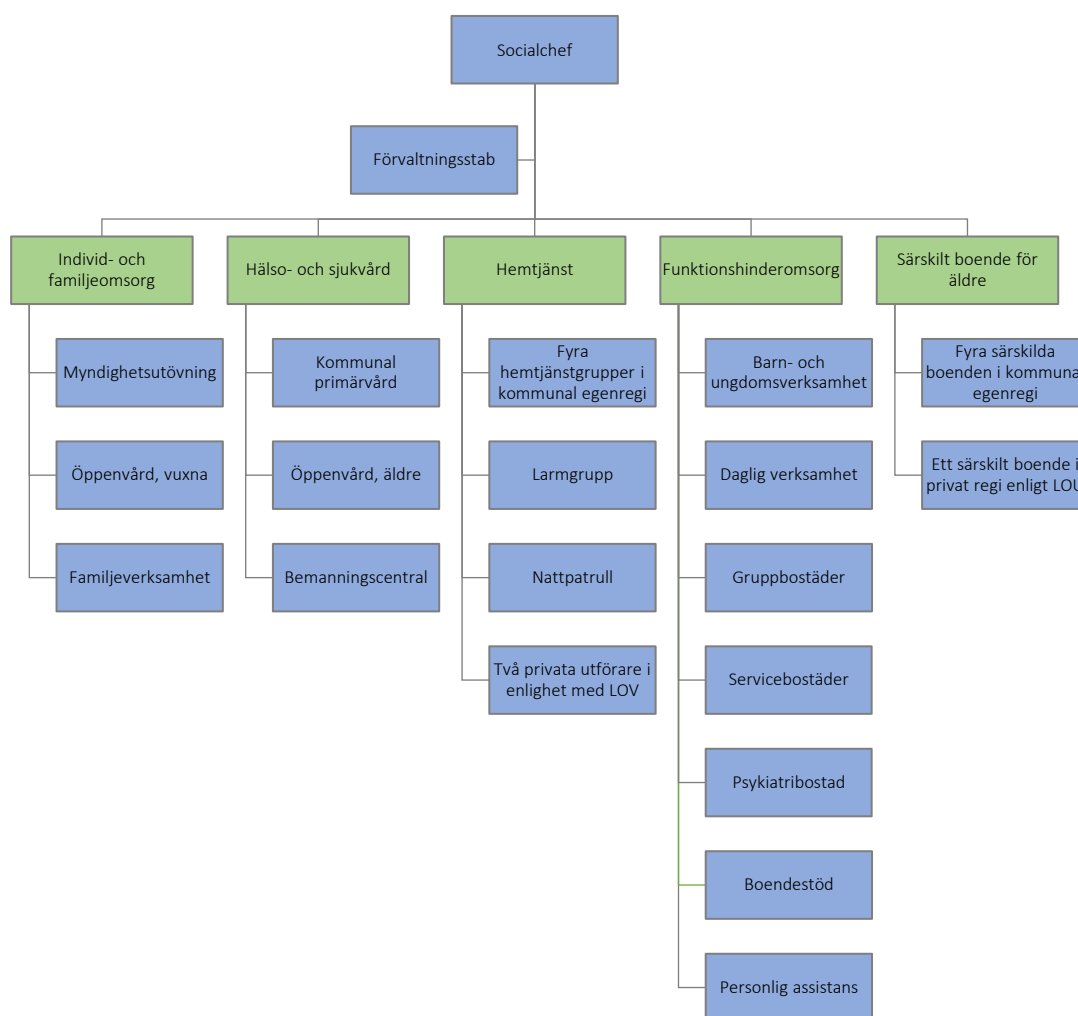 Socialchef
Förvaltningsstab
Individ- och
familjeomsorg
Hälso- och sjukvård
Hemtjänst
Funktionshinderomsorg
Särskilt boende för
äldre
Myndighetsutövning
Öppenvård, vuxna
Familjeverksamhet
Kommunal
primärvård
Öppenvård, äldre
Bemanningscentral
Fyra
hemtjänstgrupper i
kommunal egenregi
Larmgrupp
Nattpatrull
Två privata utförare i
enlighet med LOV
Barn- och
ungdomsverksamhet
Daglig verksamhet
Gruppbostäder
Servicebostäder
Psykiatribostad
Boendestöd
Personlig assistans
Fyra särskilda
boenden i kommunal
egenregi
Ett särskilt boende i
privat regi enligt LOU